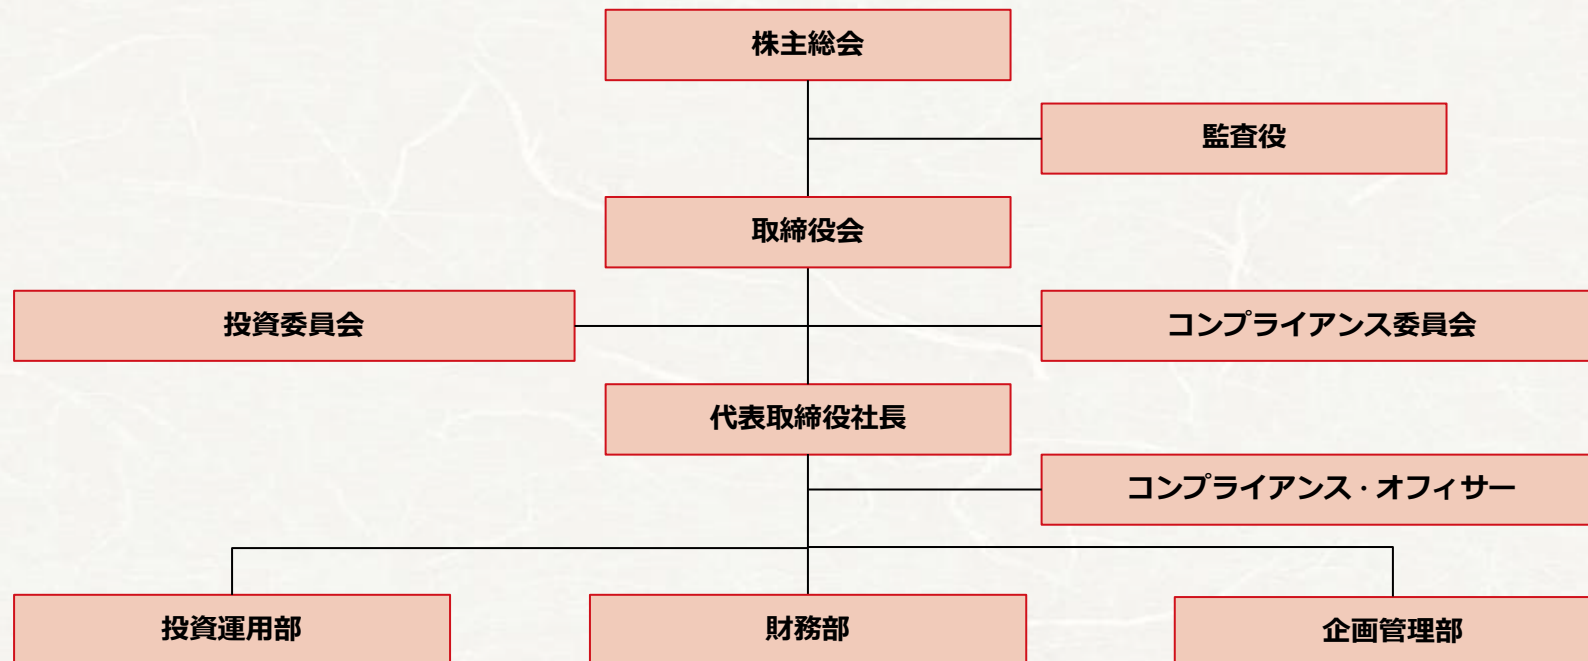 株主総会
監査役
取締役会
投資委員会
コンプライアンス委員会
代表取締役社長
コンプライアンス・オフィサー
投資運用部
財務部
企画管理部